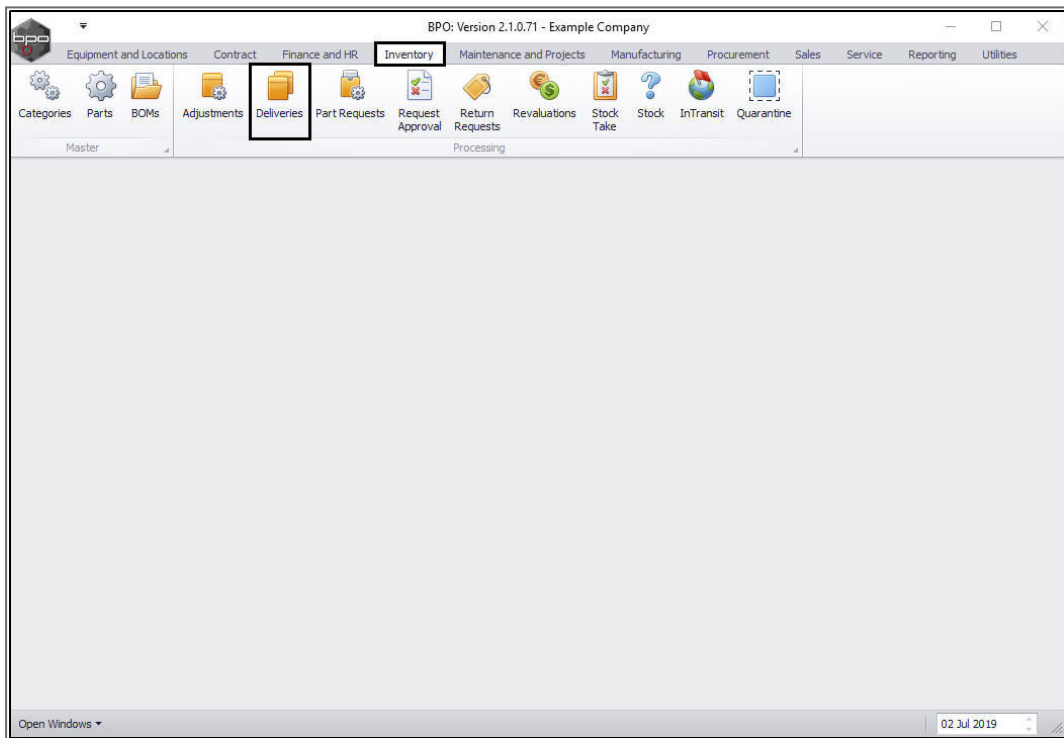 BPO: Version 2.1.0.71 - Example Company
bpo
Equipment and Locations Contract Finance and HR Inventory Maintenance and Projects Manufacturing Procurement Sales Service Reporting Utilities
Categories Parts BOMs Adjustments Deliveries Part Requests Request Return Revaluations Stock Stock InTransit Quarantine
Approval Requests Take
Master Processing
Open Windows 02 Jul 2019